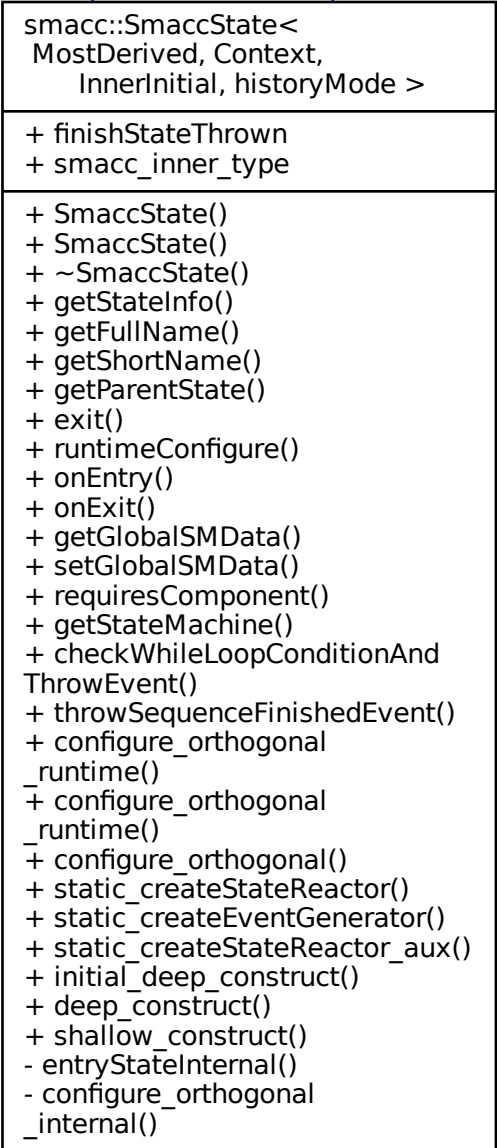 smacc::SmaccState<
MostDerived, Context,
InnerInitial, historyMode >
+ finishStateThrown
+ smacc_inner_type
+ SmaccState()
+ SmaccState()
+ ~SmaccState()
+ getStateInfo()
+ getFullName()
+ getShortName()
+ getParentState()
+ exit()
+ runtimeConfigure()
+ onEntry()
+ onExit()
+ getGlobalSMData()
+ setGlobalSMData()
+ requiresComponent()
+ getStateMachine()
+ checkWhileLoopConditionAnd
ThrowEvent()
+ throwSequenceFinishedEvent()
+ configure_orthogonal
_runtime()
+ configure_orthogonal
_runtime()
+ configure_orthogonal()
+ static_createStateReactor()
+ static_createEventGenerator()
+ static_createStateReactor_aux()
+ initial_deep_construct()
+ deep_construct()
+ shallow_construct()
- entryStateInternal()
- configure_orthogonal
_internal()